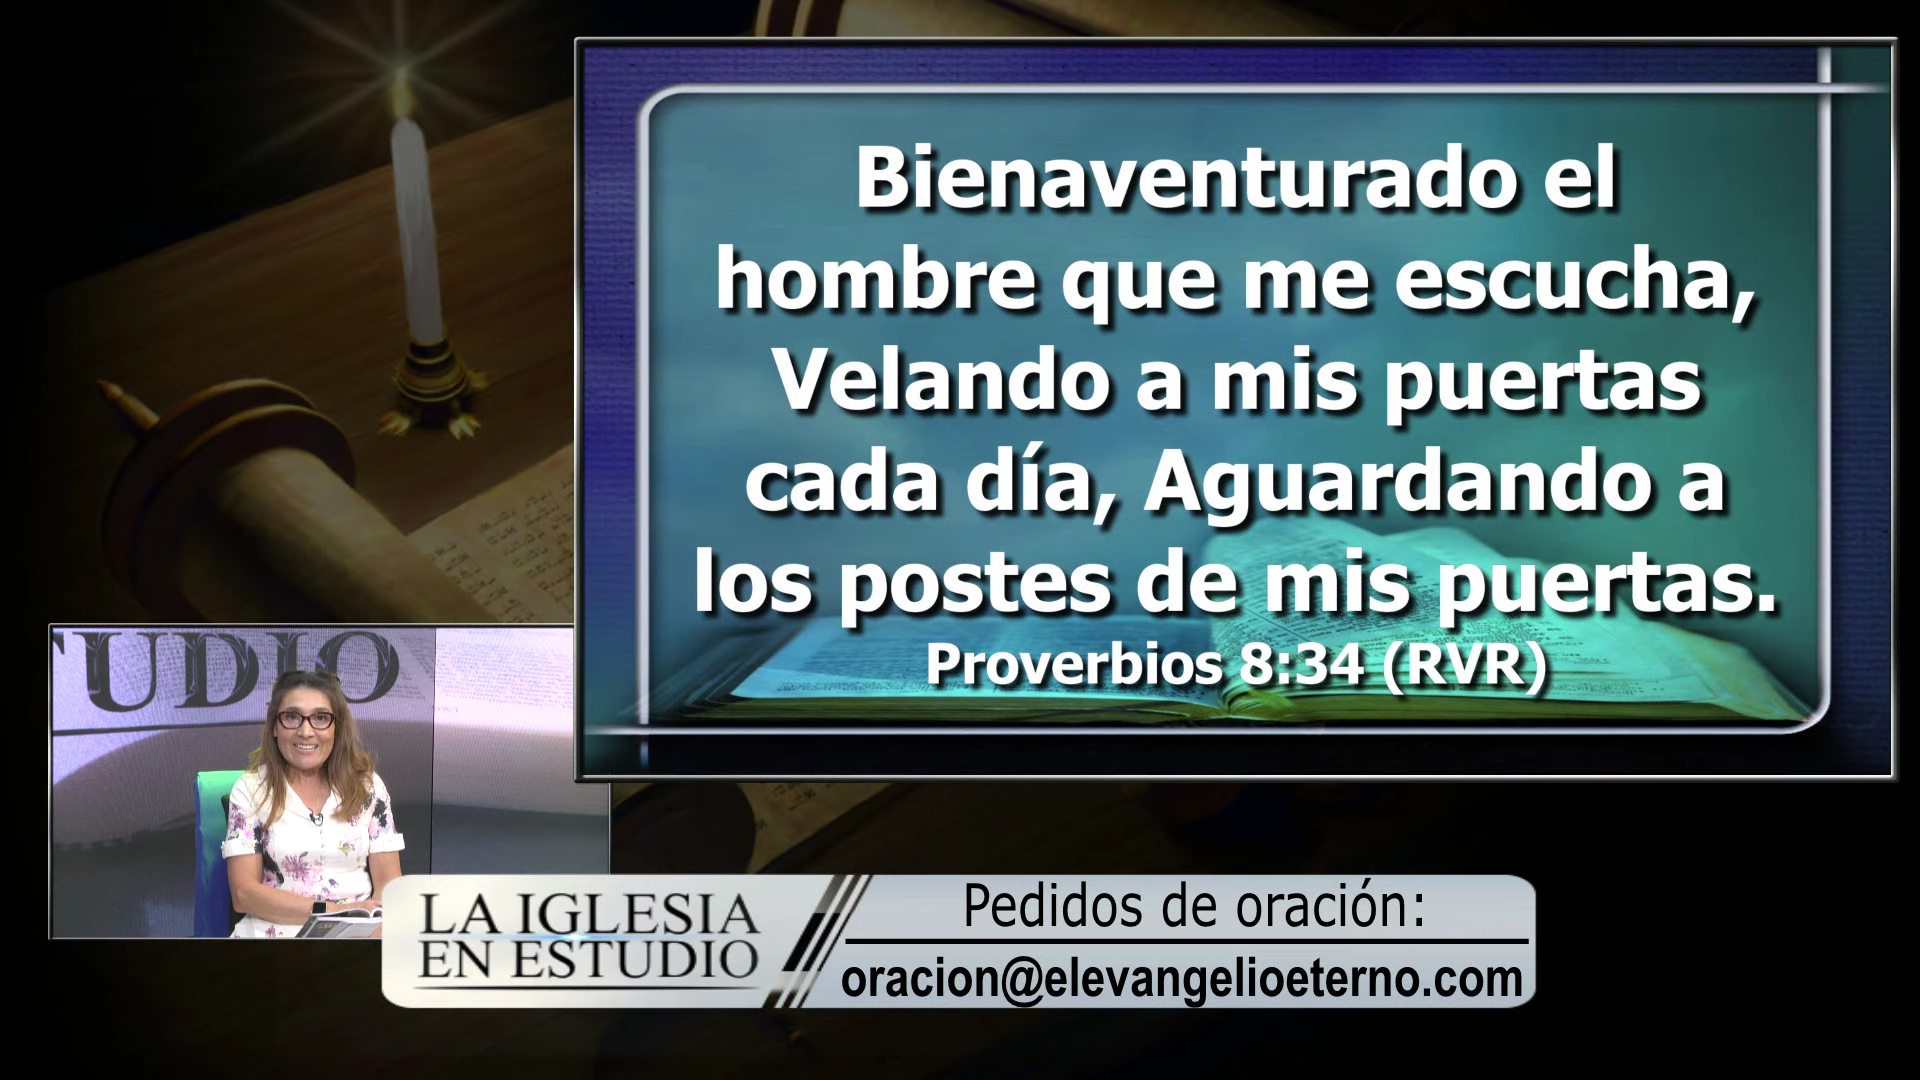 Bienaventurado el
hombre que me escucha,
Velando a mis puertas
cada día, Aguardando a
los postes de mis puertas.
Proverbios 8:34 (RVR)
TUDIO
LA IGLESIA
EN ESTUDIO
Pedidos de oración:
oracion@elevangelioeterno.com